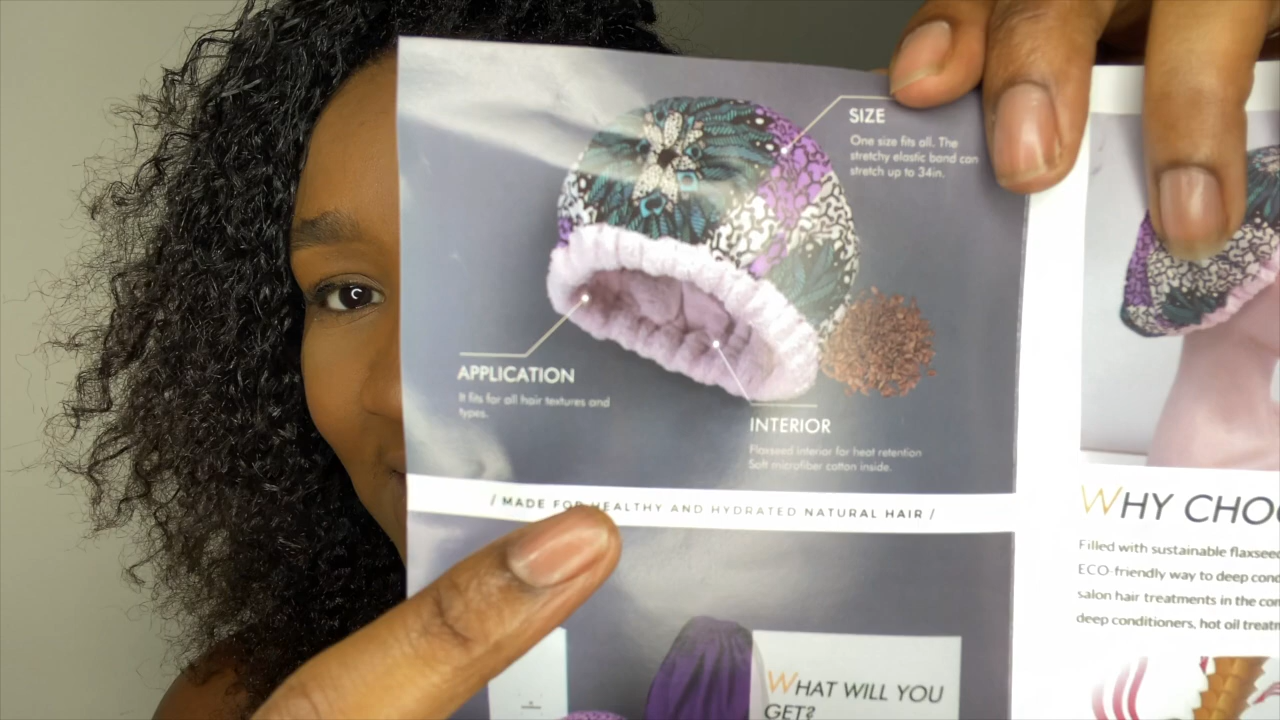 SIZE
One size fits all. The
stretchy elastic band can
stretch up to 34in.
APPLICATION
It fits for all hair textures and
types.
INTERIOR
Flaxseed interior for heat retention
Soft microfiber cotton inside.
/ MADE FOR HEALTHY AND HYDRATED NATURAL HAIR /
WHAT WILL YOU
GET?
WHY CHO
Filled with sustainable flaxsee
ECO-friendly way to deep cond
salon hair treatments in the co
deep conditioners, hot oil treat